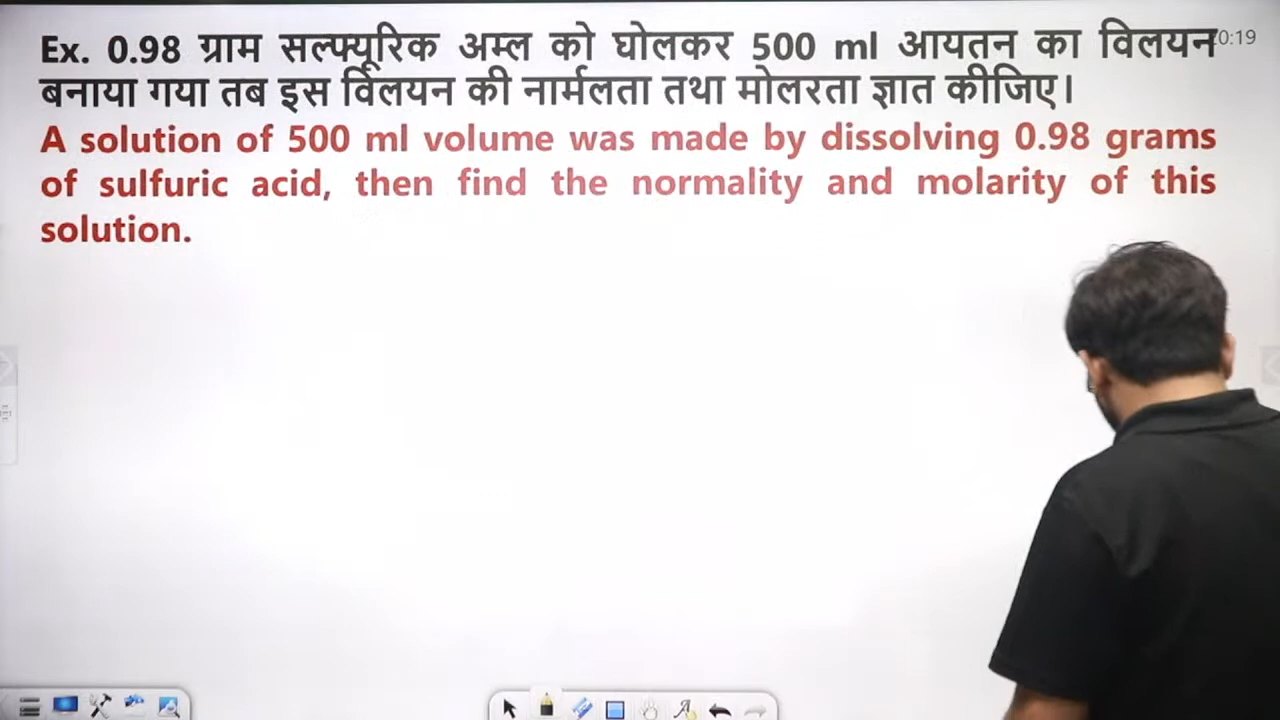 Ex. 0.98 ग्राम सल्फ्यूरिक अम्ल को घोलकर 500 ml आयतन का विलयन
बनाया गया तब इस विलयन की नार्मलता तथा मोलरता ज्ञात कीजिए।
A solution of 500 ml volume was made by dissolving 0.98 grams
of sulfuric acid, then find the normality and molarity of this
solution.